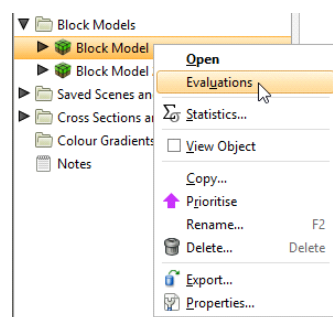 Block Models
Block Model
Block Model
Saved Scenes an
Cross Sections an
Colour Gradients
Notes
Open
Evaluations
Statistics...
View Object
Copy...
Prioritise
Rename... F2
Delete... Delete
Export...
Properties...